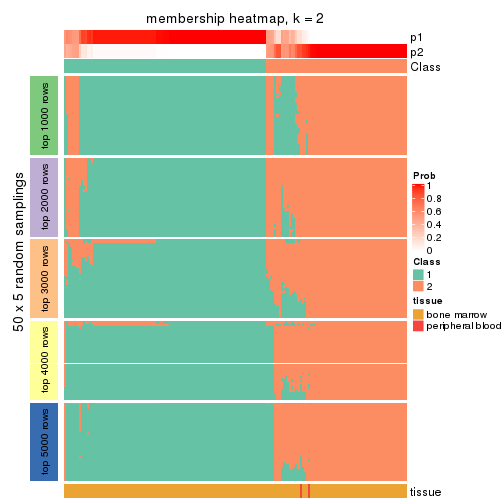 membership heatmap, k = 2
p1
p2
Class
50 x 5 random samplings
top 1000 rows
top 2000 rows
top 3000 rows
top 4000 rows
top 5000 rows
Prob
1
0.8
0.6
0.4
0.2
0
Class
1
2
tissue
bone marrow
peripheral blood
tissue